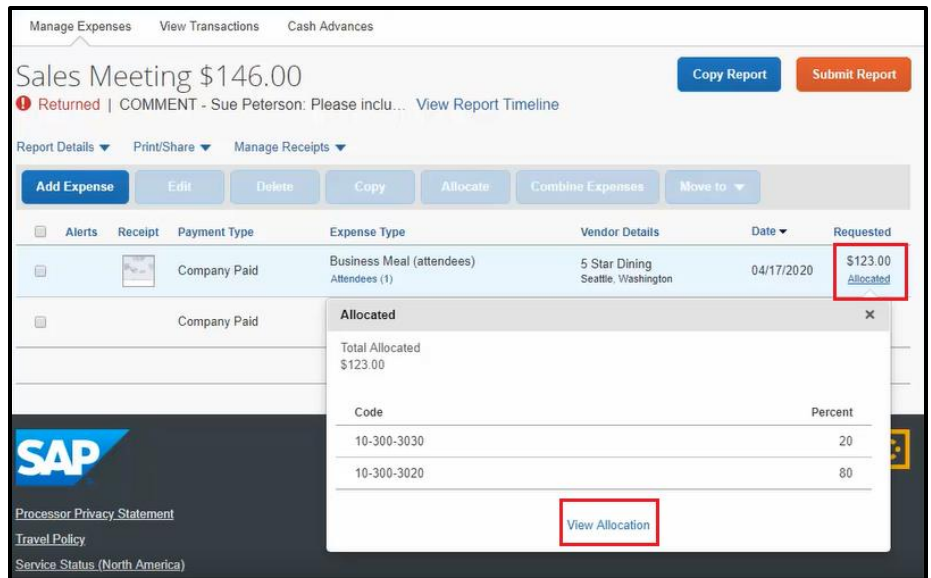 Manage Expenses View Transactions Cash Advances
Sales Meeting $146.00
Copy Report Submit Report
Returned | COMMENT - Sue Peterson: Please inclu... View Report Timeline
Report Details Print/Share Manage Receipts
Add Expense Edit Delete Copy Allocate Combine Expenses Move to
Alerts Receipt Payment Type Expense Type Vendor Details Date Requested
Company Paid Business Meal (attendees) 5 Star Dining 04/17/2020 $123.00
Attendees (1) Seattle, Washington Allocated
Company Paid
Allocated
Total Allocated
$123.00
Code Percent
10-300-3030 20
10-300-3020 80
View Allocation
SAP
Processor Privacy Statement
Travel Policy
Service Status (North America)